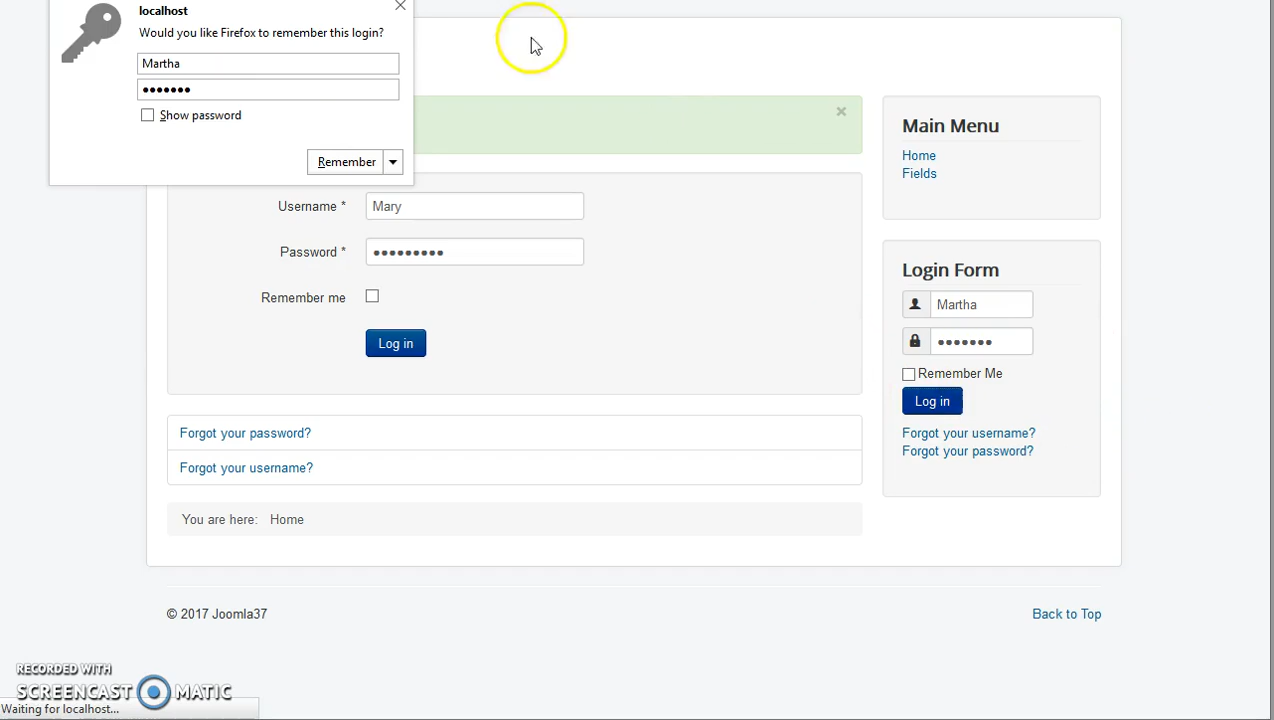 localhost
Would you like Firefox to remember this login?
Martha
•••••••
Show password
Remember
Username *
Mary
Password *
•••••••••
Remember me
Log in
Forgot your password?
Forgot your username?
You are here: Home
Main Menu
Home
Fields
Login Form
Martha
•••••••
Remember Me
Log in
Forgot your username?
Forgot your password?
© 2017 Joomla37
Back to Top
RECORDED WITH
SCREENCAST MATIC
Waiting for localhost...